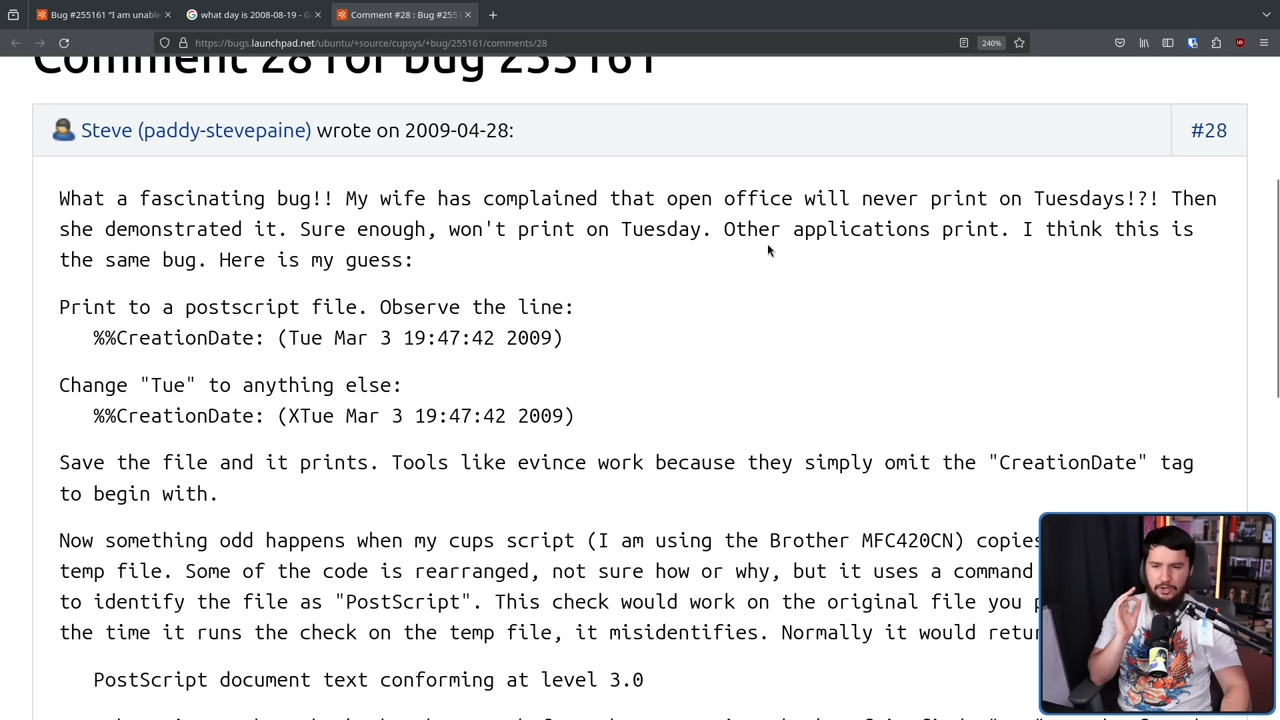 Bug #255161 "I am unable
what day is 2008-08-19 - G
Comment #28 : Bug #2551
https://bugs.launchpad.net/ubuntu/+source/cupsys/+bug/255161/comments/28
240%
Comment 28 for bug 255161
Steve (paddy-stevepaine) wrote on 2009-04-28:
#28
What a fascinating bug!! My wife has complained that open office will never print on Tuesdays!?! Then
she demonstrated it. Sure enough, won't print on Tuesday. Other applications print. I think this is
the same bug. Here is my guess:
Print to a postscript file. Observe the line:
%%CreationDate: (Tue Mar 3 19:47:42 2009)
Change "Tue" to anything else:
%%CreationDate: (XTue Mar 3 19:47:42 2009)
Save the file and it prints. Tools like evince work because they simply omit the "CreationDate" tag
to begin with.
Now something odd happens when my cups script (I am using the Brother MFC420CN) copies
temp file. Some of the code is rearranged, not sure how or why, but it uses a command
to identify the file as "PostScript". This check would work on the original file you
the time it runs the check on the temp file, it misidentifies. Normally it would
PostScript document text conforming at level 3.0